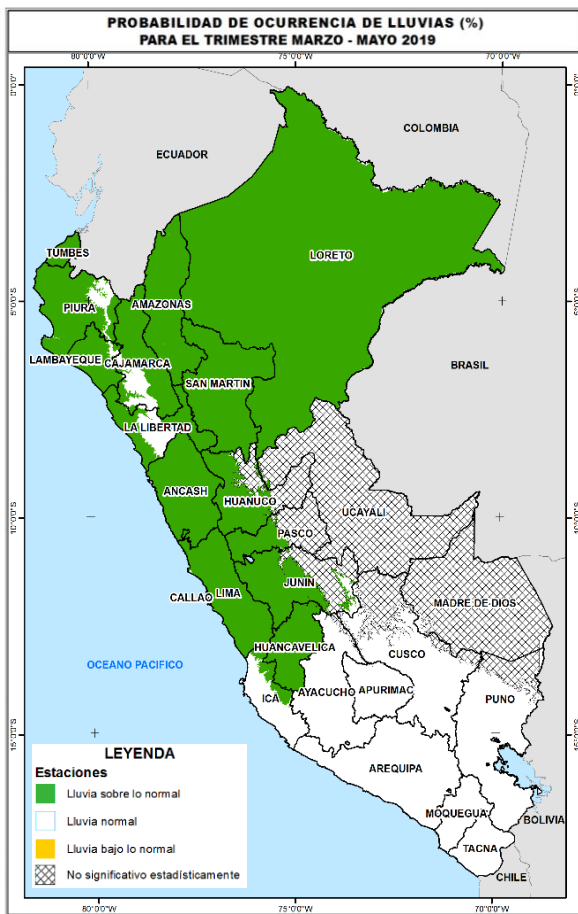 PROBABILIDAD DE OCURRENCIA DE LLUVIAS (%)
PARA EL TRIMESTRE MARZO - MAYO 2019
80°0'0"W
75°0'0"W
70°0'0"W
0°0'0"
0°0'0"
COLOMBIA
ECUADOR
TUMBES
LORETO
5°0'0"S
5°0'0"S
PIURA
AMAZONAS
LAMBAYEQUE
CAJAMARCA
BRASIL
SAN MARTIN
LA LIBERTAD
ANCASH
HUANUCO
UCAYALI
10°0'0"S
10°0'0"S
PASCO
JUNIN
CALLAO
LIMA
MADRE DE DIOS
HUANCAVELICA
CUSCO
OCEANO PACIFICO
ICA
AYACUCHO
APURIMAC
PUNO
15°0'0"S
15°0'0"S
AREQUIPA
MOQUEGUA
BOLIVIA
TACNA
CHILE
LEYENDA
Estaciones
Lluvia sobre lo normal
Lluvia normal
Lluvia bajo lo normal
No significativo estadísticamente
80°0'0"W
75°0'0"W
70°0'0"W